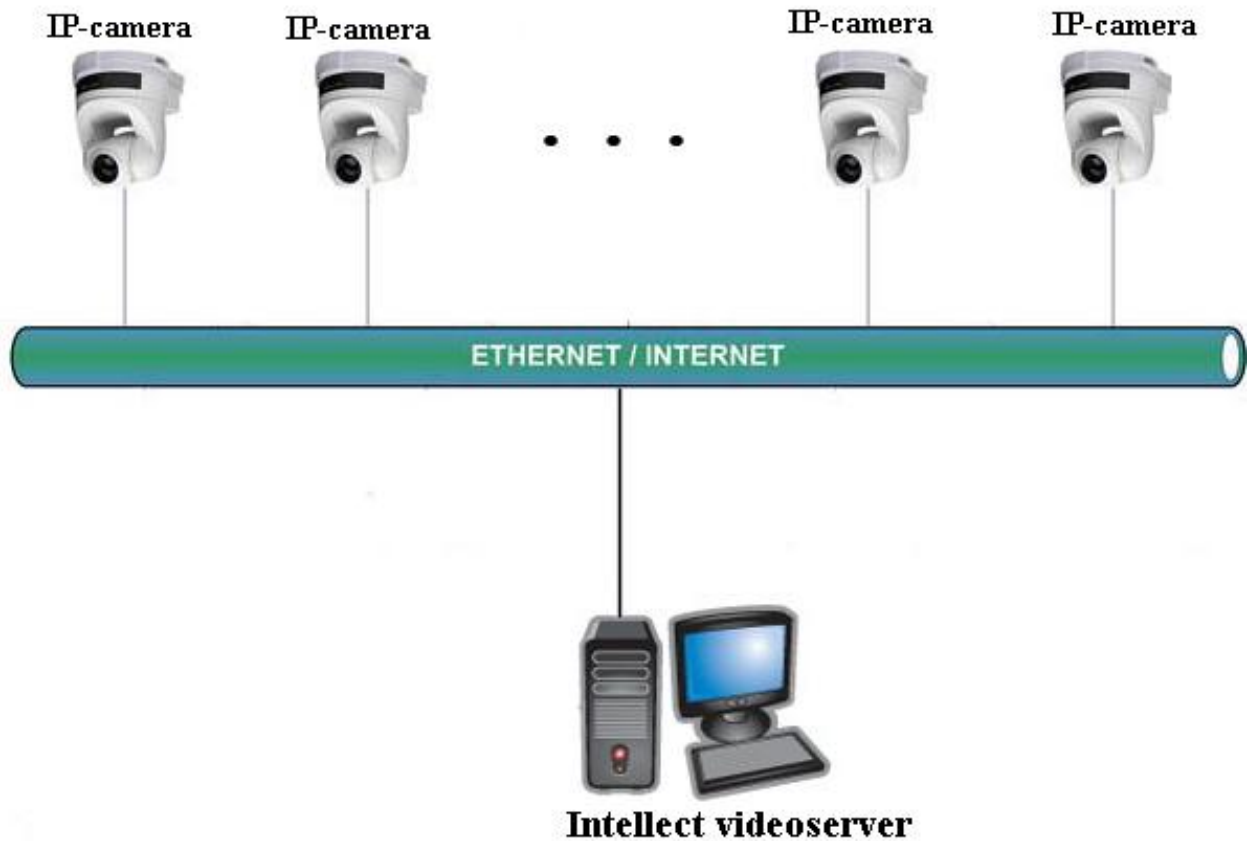 IP-camera
IP-camera
IP-camera
IP-camera
ETHERNET / INTERNET
Intellect videoserver